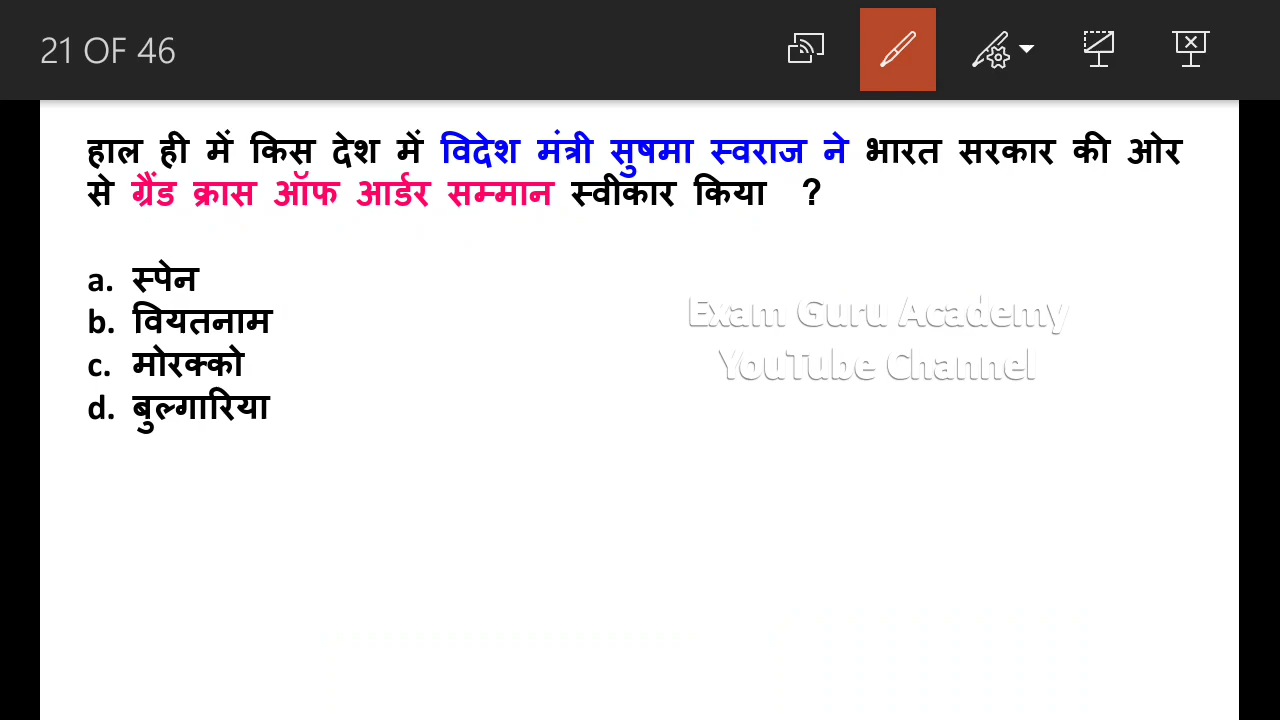 21 OF 46
हाल ही में किस देश में विदेश मंत्री सुषमा स्वराज ने भारत सरकार की ओर
से ग्रैंड क्रास ऑफ आर्डर सम्मान स्वीकार किया ?
a. स्पेन
b. वियतनाम
c. मोरक्को
d. बुल्गारिया
Exam Guru Academy
YouTube Channel